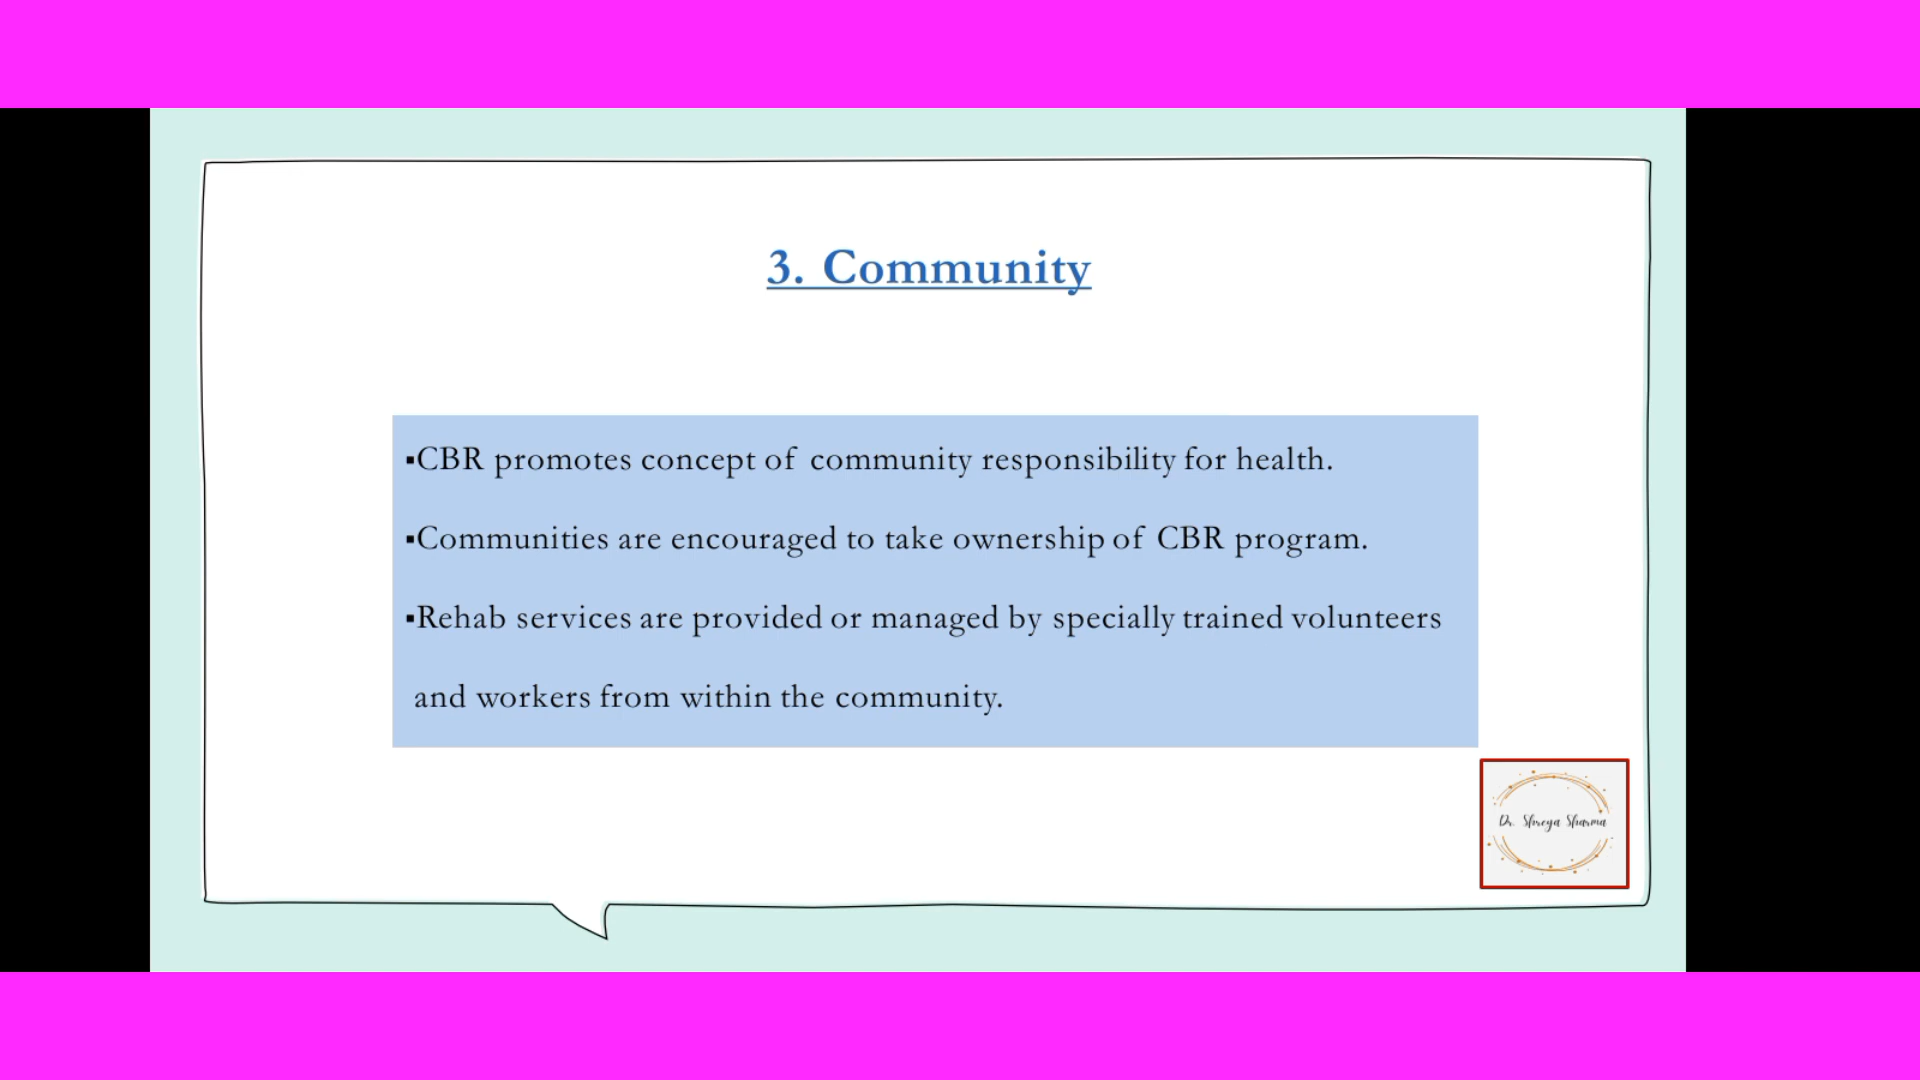 3. Community
▪CBR promotes concept of community responsibility for health.
▪Communities are encouraged to take ownership of CBR program.
▪Rehab services are provided or managed by specially trained volunteers
and workers from within the community.
Dr. Shreya Sharma